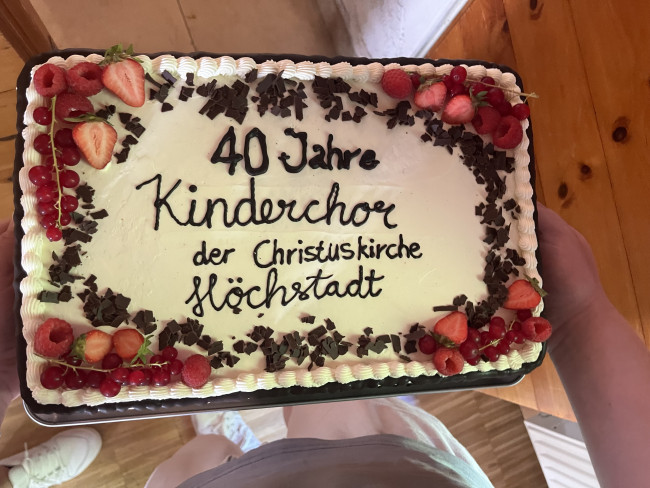 40 Jahre
Kinderchor
der Christuskirche
Höchstadt